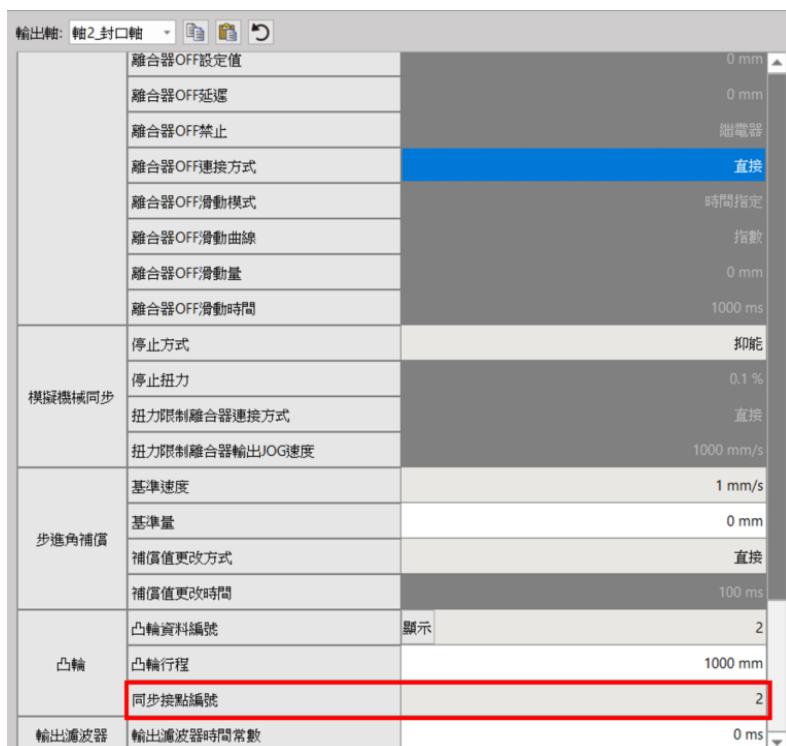 輸出軸: 軸2_封口軸
離合器OFF設定值 0 mm
離合器OFF延遲 0 mm
離合器OFF禁止 繼電器
離合器OFF連接方式 直接
離合器OFF滑動模式 時間指定
離合器OFF滑動曲線 指數
離合器OFF滑動量 0 mm
離合器OFF滑動時間 1000 ms
模擬機械同步
停止方式 抑能
停止扭力 0.1 %
扭力限制離合器連接方式 直接
扭力限制離合器輸出JOG速度 1000 mm/s
步進角補償
基準速度 1 mm/s
基準量 0 mm
補償值更改方式 直接
補償值更改時間 100 ms
凸輪
凸輪資料編號 顯示 2
凸輪行程 1000 mm
同步接點編號 2
輸出濾波器 輸出濾波器時間常數 0 ms